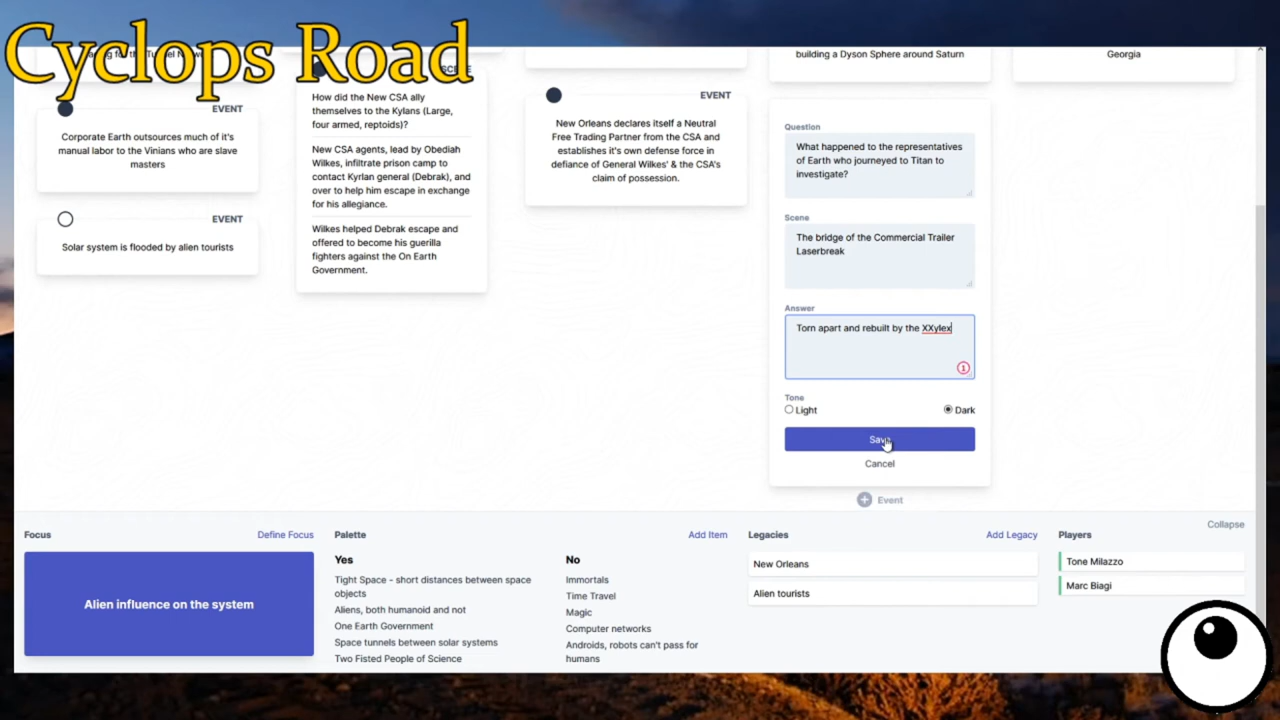 Cyclops Road
building a Dyson Sphere around Saturn
Georgia
EVENT
Corporate Earth outsources much of it's
manual labor to the Vinians who are slave
masters
EVENT
Solar system is flooded by alien tourists
How did the New CSA ally
themselves to the Kylans (Large,
four armed, reptoids)?
New CSA agents, lead by Obediah
Wilkes, infiltrate prison camp to
contact Kyrlan general (Debrak), and
over to help him escape in exchange
for his allegiance.
Wilkes helped Debrak escape and
offered to become his guerilla
fighters against the On Earth
Government.
EVENT
New Orleans declares itself a Neutral
Free Trading Partner from the CSA and
establishes it's own defense force in
defiance of General Wilkes' & the CSA's
claim of possession.
Question
What happened to the representatives
of Earth who journeyed to Titan to
investigate?
Scene
The bridge of the Commercial Trailer
Laserbreak
Answer
Torn apart and rebuilt by the XXylex
1
Tone
Light
Dark
Save
Cancel
Event
Collapse
Focus
Define Focus
Alien influence on the system
Palette
Add Item
Yes
Tight Space - short distances between space
objects
Aliens, both humanoid and not
One Earth Government
Space tunnels between solar systems
Two Fisted People of Science
No
Immortals
Time Travel
Magic
Computer networks
Androids, robots can't pass for
humans
Legacies
Add Legacy
New Orleans
Alien tourists
Players
Tone Milazzo
Marc Biagi